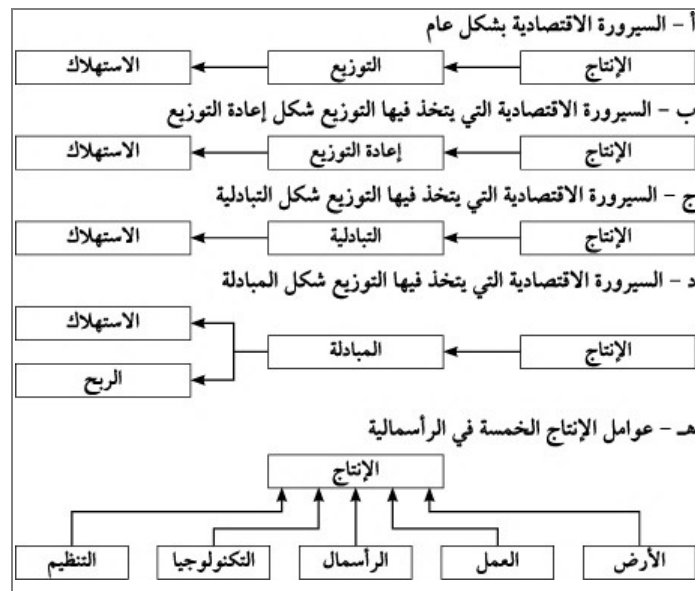 أ – السيرورة الاقتصادية بشكل عام
الإنتاج التوزيع الاستهلاك
ب – السيرورة الاقتصادية التي يتخذ فيها التوزيع شكل إعادة التوزيع
الإنتاج إعادة التوزيع الاستهلاك
ج – السيرورة الاقتصادية التي يتخذ فيها التوزيع شكل التبادلية
الإنتاج التبادلية الاستهلاك
د – السيرورة الاقتصادية التي يتخذ فيها التوزيع شكل المبادلة
الاستهلاك
الإنتاج المبادلة
الربح
هـ – عوامل الإنتاج الخمسة في الرأسمالية
الإنتاج
الأرض العمل الرأسمال التكنولوجيا التنظيم